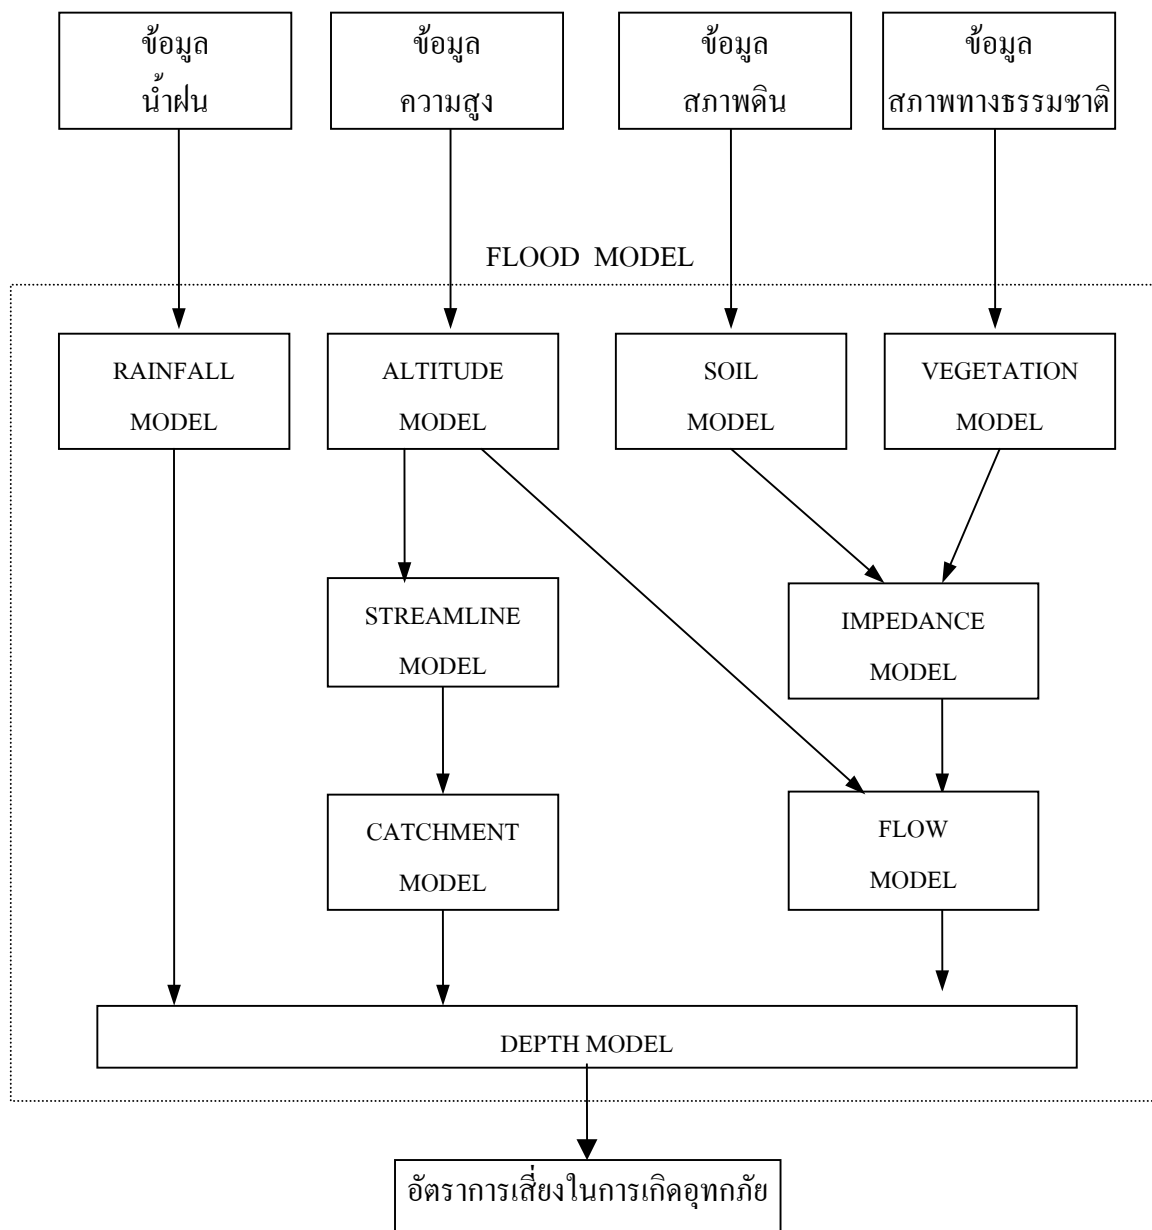 ข้อมูล
น้ำฝน
ข้อมูล
ความสูง
ข้อมูล
สภาพดิน
ข้อมูล
สภาพทางธรรมชาติ
FLOOD MODEL
RAINFALL
MODEL
ALTITUDE
MODEL
SOIL
MODEL
VEGETATION
MODEL
STREAMLINE
MODEL
IMPEDANCE
MODEL
CATCHMENT
MODEL
FLOW
MODEL
DEPTH MODEL
อัตราการเสี่ยงในการเกิดอุทกภัย